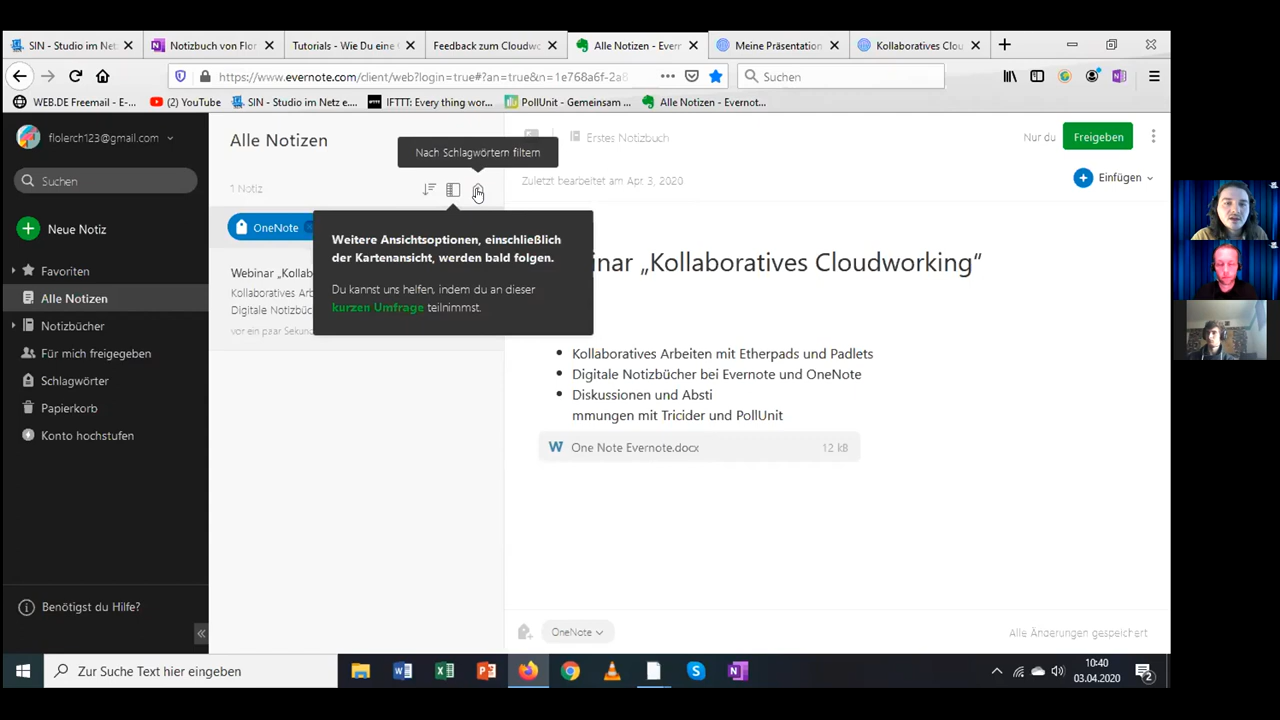 SIN - Studio im Net
Notizbuch von Flor
Tutorials - Wie Du eine
Feedback zum Cloudwo
Alle Notizen - Evern
Meine Präsentation
Kollaboratives Clou
https://www.evernote.com/client/web?login=true#?an=true&n=1e768a6f-2a8
Suchen
WEB.DE Freemail - E-...
(2) YouTube
SIN - Studio im Netz e....
IFTTT: Every thing wor...
PollUnit - Gemeinsam ...
Alle Notizen - Evernot...
flolerch123@gmail.com
Suchen
Neue Notiz
Favoriten
Alle Notizen
Notizbücher
Für mich freigegeben
Schlagwörter
Papierkorb
Konto hochstufen
Benötigst du Hilfe?
Alle Notizen
Nach Schlagwörtern filtern
1 Notiz
OneNote
Webinar „Kollab
Kollaboratives Arb
Digitale Notizbüc
vor ein paar Sekund
Weitere Ansichtsoptionen, einschließlich
der Kartenansicht, werden bald folgen.
Du kannst uns helfen, indem du an dieser
kurzen Umfrage teilnimmst.
Erstes Notizbuch
Nur du
Freigeben
Zuletzt bearbeitet am Apr. 3, 2020
Einfügen
inar „Kollaboratives Cloudworking“
• Kollaboratives Arbeiten mit Etherpads und Padlets
• Digitale Notizbücher bei Evernote und OneNote
• Diskussionen und Absti
mmungen mit Tricider und PollUnit
One Note Evernote.docx 12 kB
OneNote
Alle Änderungen gespeichert
Zur Suche Text hier eingeben
10:40
03.04.2020
2